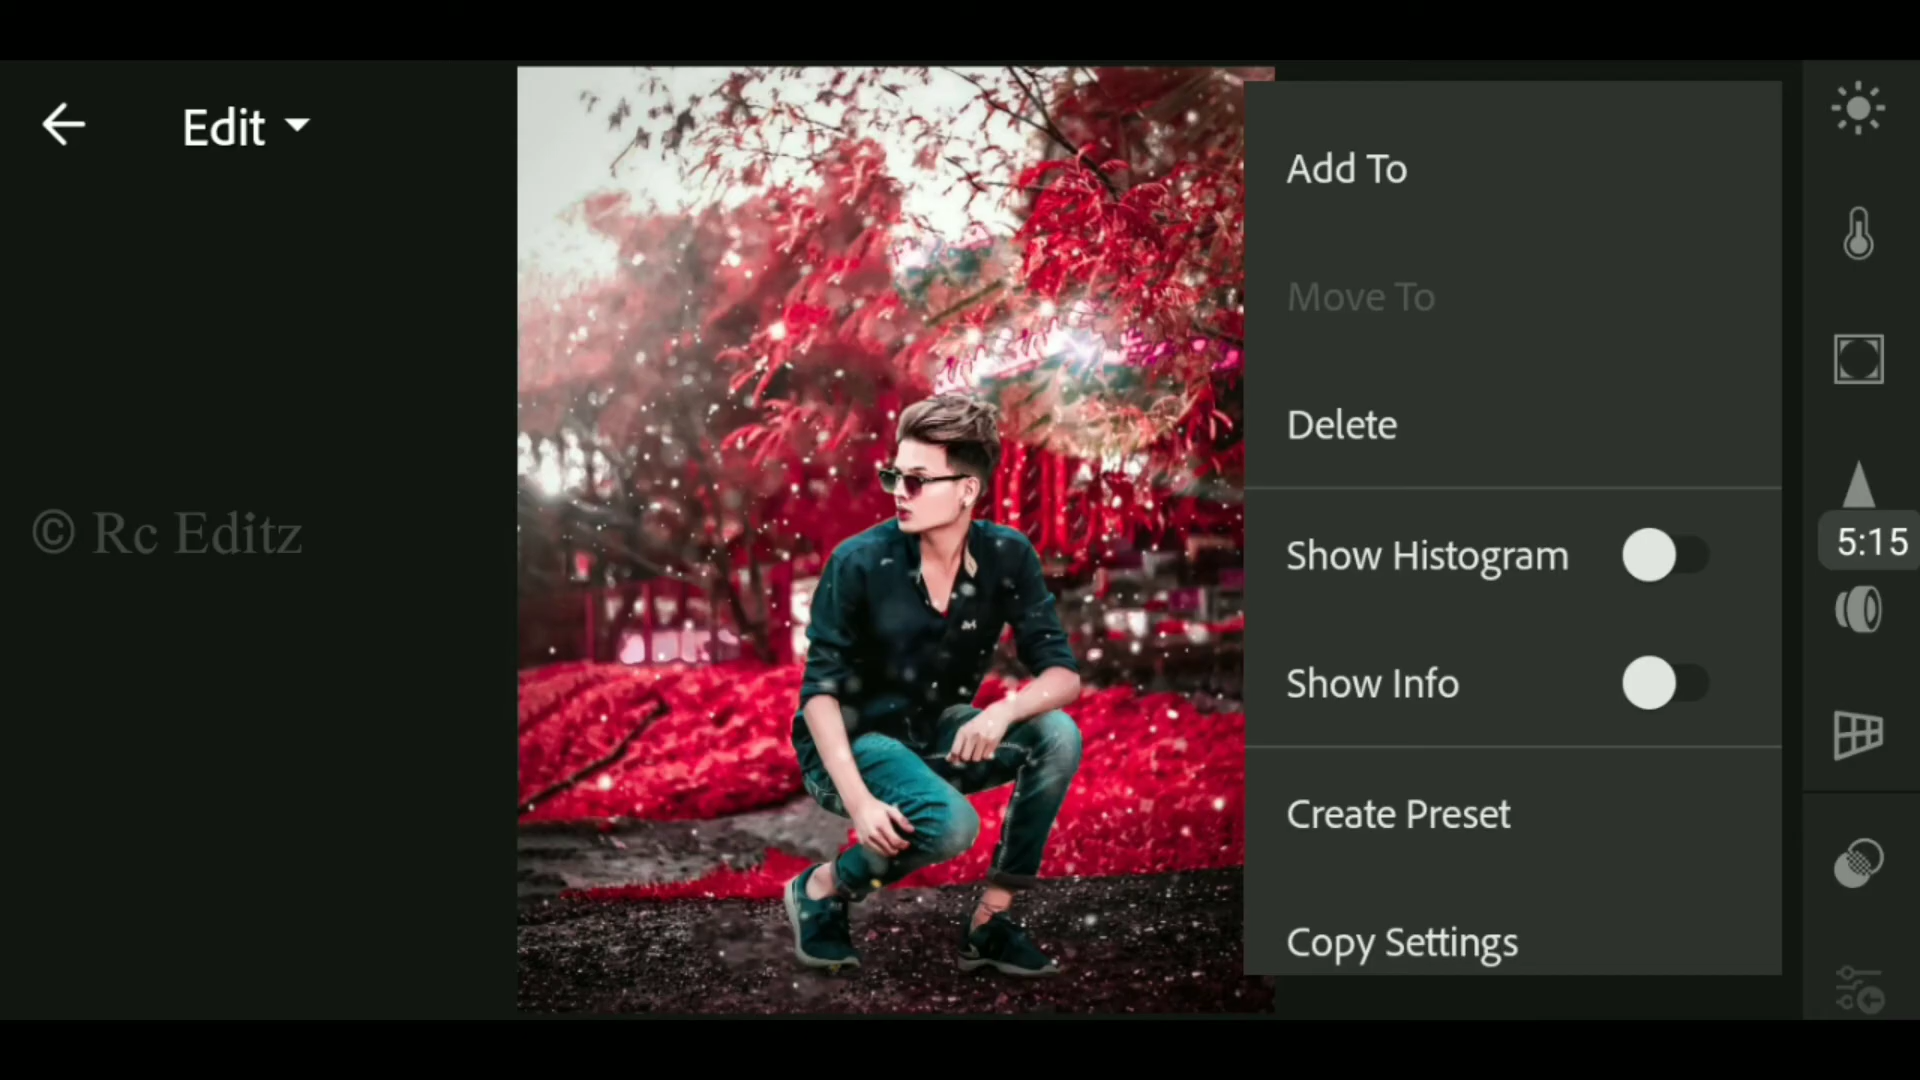 Edit
Add To
Move To
Delete
© Rc Editz
Show Histogram
5:15
Show Info
Create Preset
Copy Settings